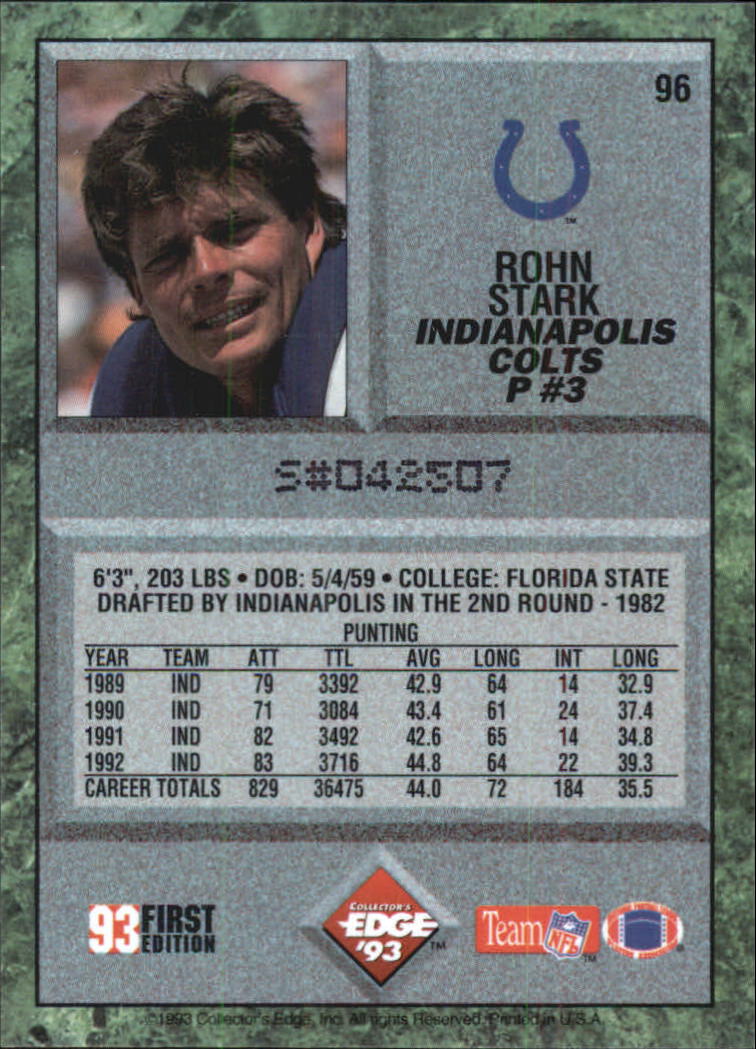 96
ROHN
STARK
INDIANAPOLIS
COLTS
P #3
TM
S#042507
6'3", 203 LBS • DOB: 5/4/59 • COLLEGE: FLORIDA STATE
DRAFTED BY INDIANAPOLIS IN THE 2ND ROUND - 1982
PUNTING
YEAR TEAM ATT TTL AVG LONG INT LONG
1989 IND 79 3392 42.9 64 14 32.9
1990 IND 71 3084 43.4 61 24 37.4
1991 IND 82 3492 42.6 65 14 34.8
1992 IND 83 3716 44.8 64 22 39.3
CAREER TOTALS 829 36475 44.0 72 184 35.5
93 FIRST
EDITION
COLLECTOR'S
EDGE
'93 TM
Team NFL TM
©1993 Collector's Edge, Inc. All rights Reserved. Printed in U.S.A.